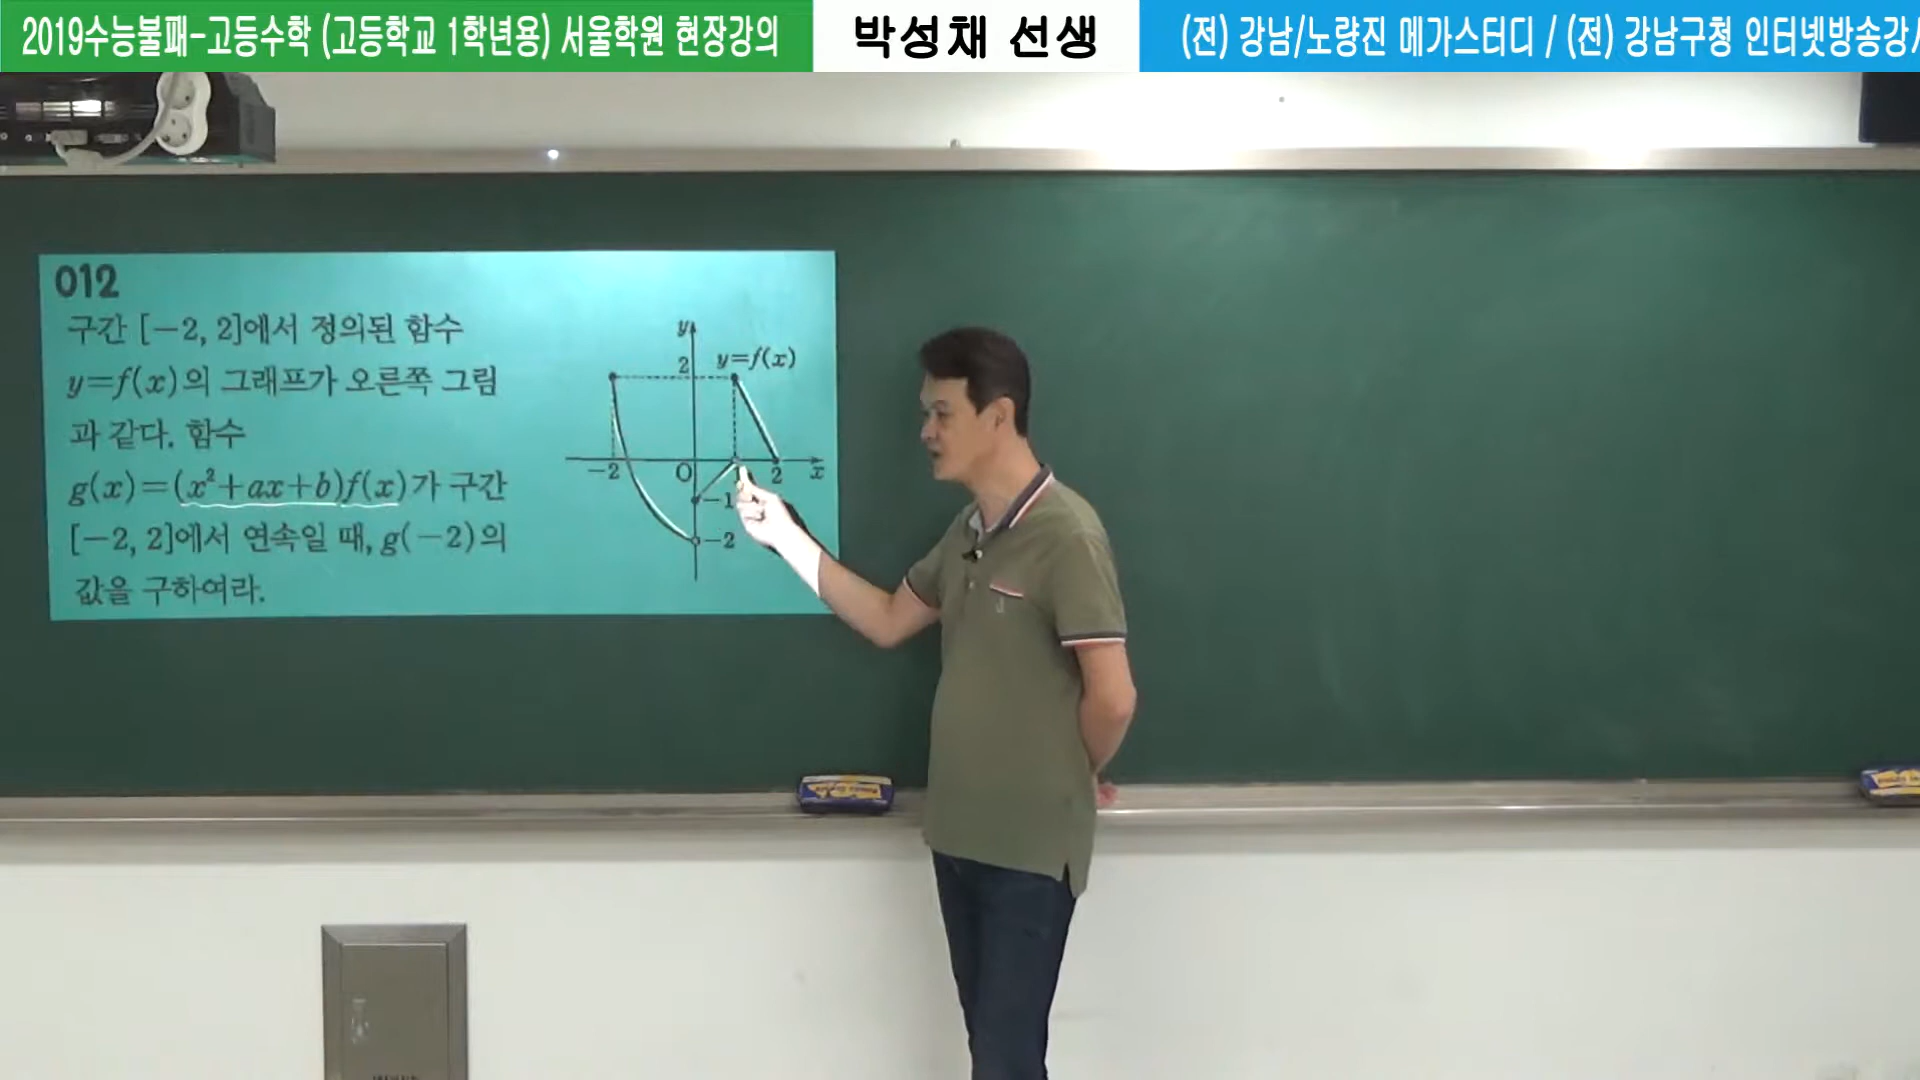 2019수능불패-고등수학 (고등학교 1학년용) 서울학원 현장강의
박성채 선생
(전) 강남/노량진 메가스터디 / (전) 강남구청 인터넷방송강사
012
구간 [-2, 2]에서 정의된 함수
y=f(x)의 그래프가 오른쪽 그림
과 같다. 함수
g(x)=(x²+ax+b)f(x)가 구간
[-2, 2]에서 연속일 때, g(-2)의
값을 구하여라.
y
2
y=f(x)
-2
O
2
x
-1
-2